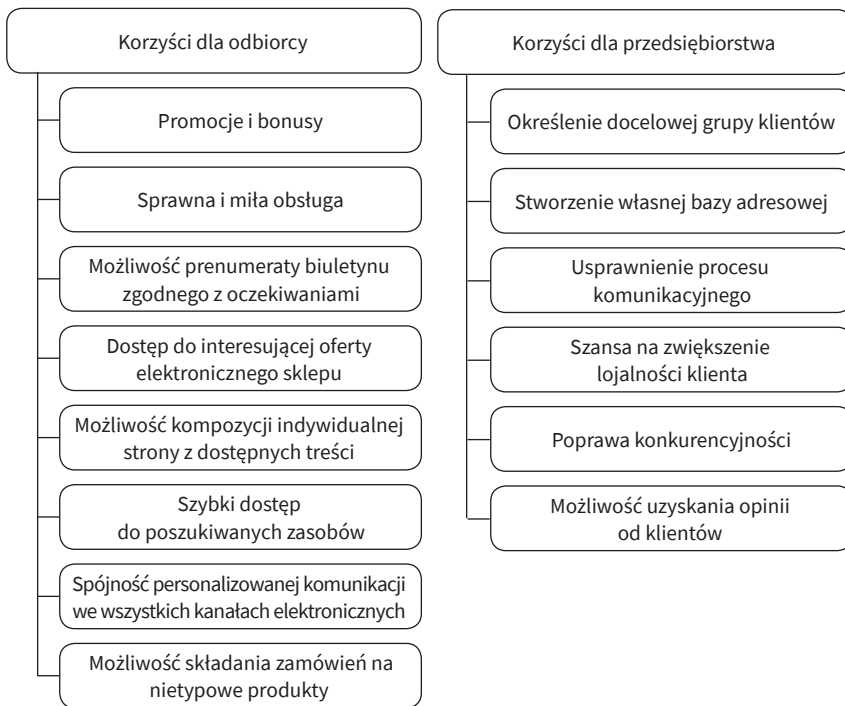 Korzyści dla odbiorcy
Promocje i bonusy
Sprawna i miła obsługa
Możliwość prenumeraty biuletynu
zgodnego z oczekiwaniami
Dostęp do interesującej oferty
elektronicznego sklepu
Możliwość kompozycji indywidualnej
strony z dostępnych treści
Szybki dostęp
do poszukiwanych zasobów
Spójność personalizowanej komunikacji
we wszystkich kanałach elektronicznych
Możliwość składania zamówień na
nietypowe produkty
Korzyści dla przedsiębiorstwa
Określenie docelowej grupy klientów
Stworzenie własnej bazy adresowej
Usprawnienie procesu
komunikacyjnego
Szansa na zwiększenie
lojalności klienta
Poprawa konkurencyjności
Możliwość uzyskania opinii
od klientów